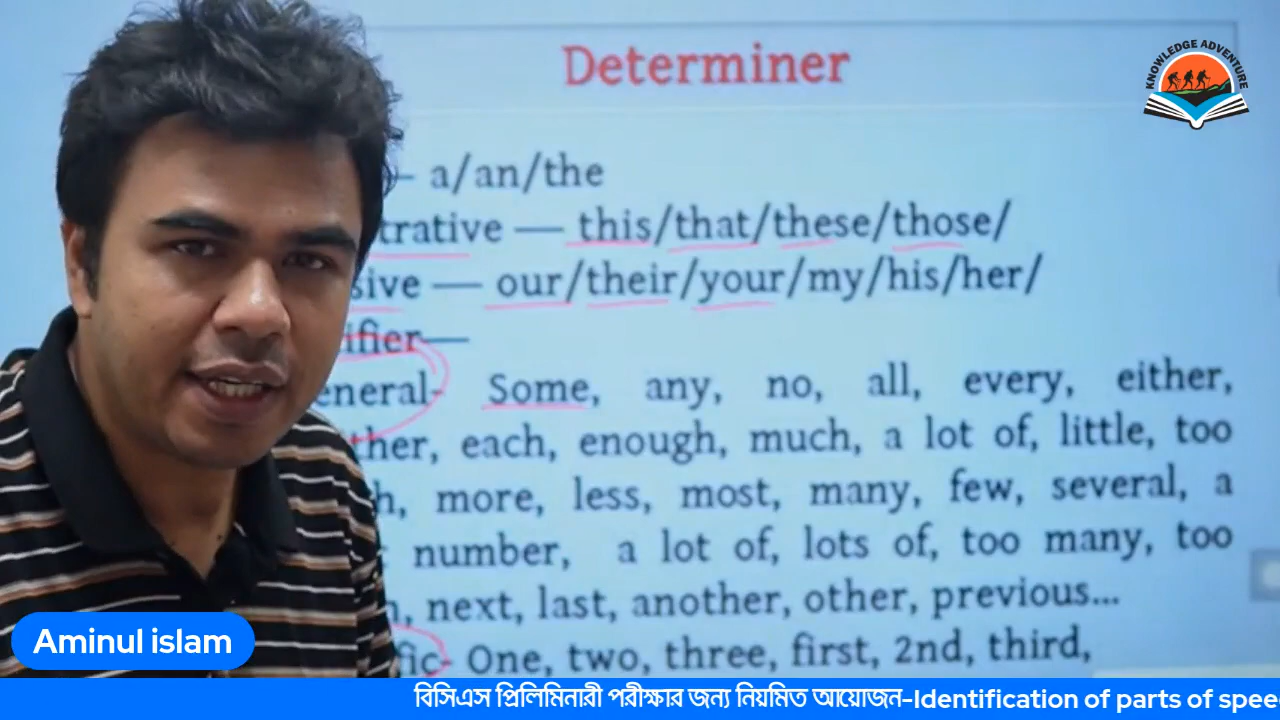 Determiner
KNOWLEDGE ADVENTURE
– a/an/the
trative — this/that/these/those/
sive — our/their/your/my/his/her/
ifier—
eneral- Some, any, no, all, every, either,
ther, each, enough, much, a lot of, little, too
h, more, less, most, many, few, several, a
number, a lot of, lots of, too many, too
, next, last, another, other, previous...
fic- One, two, three, first, 2nd, third,
Aminul islam
বিসিএস প্রিলিমিনারী পরীক্ষার জন্য নিয়মিত আয়োজন-Identification of parts of spee